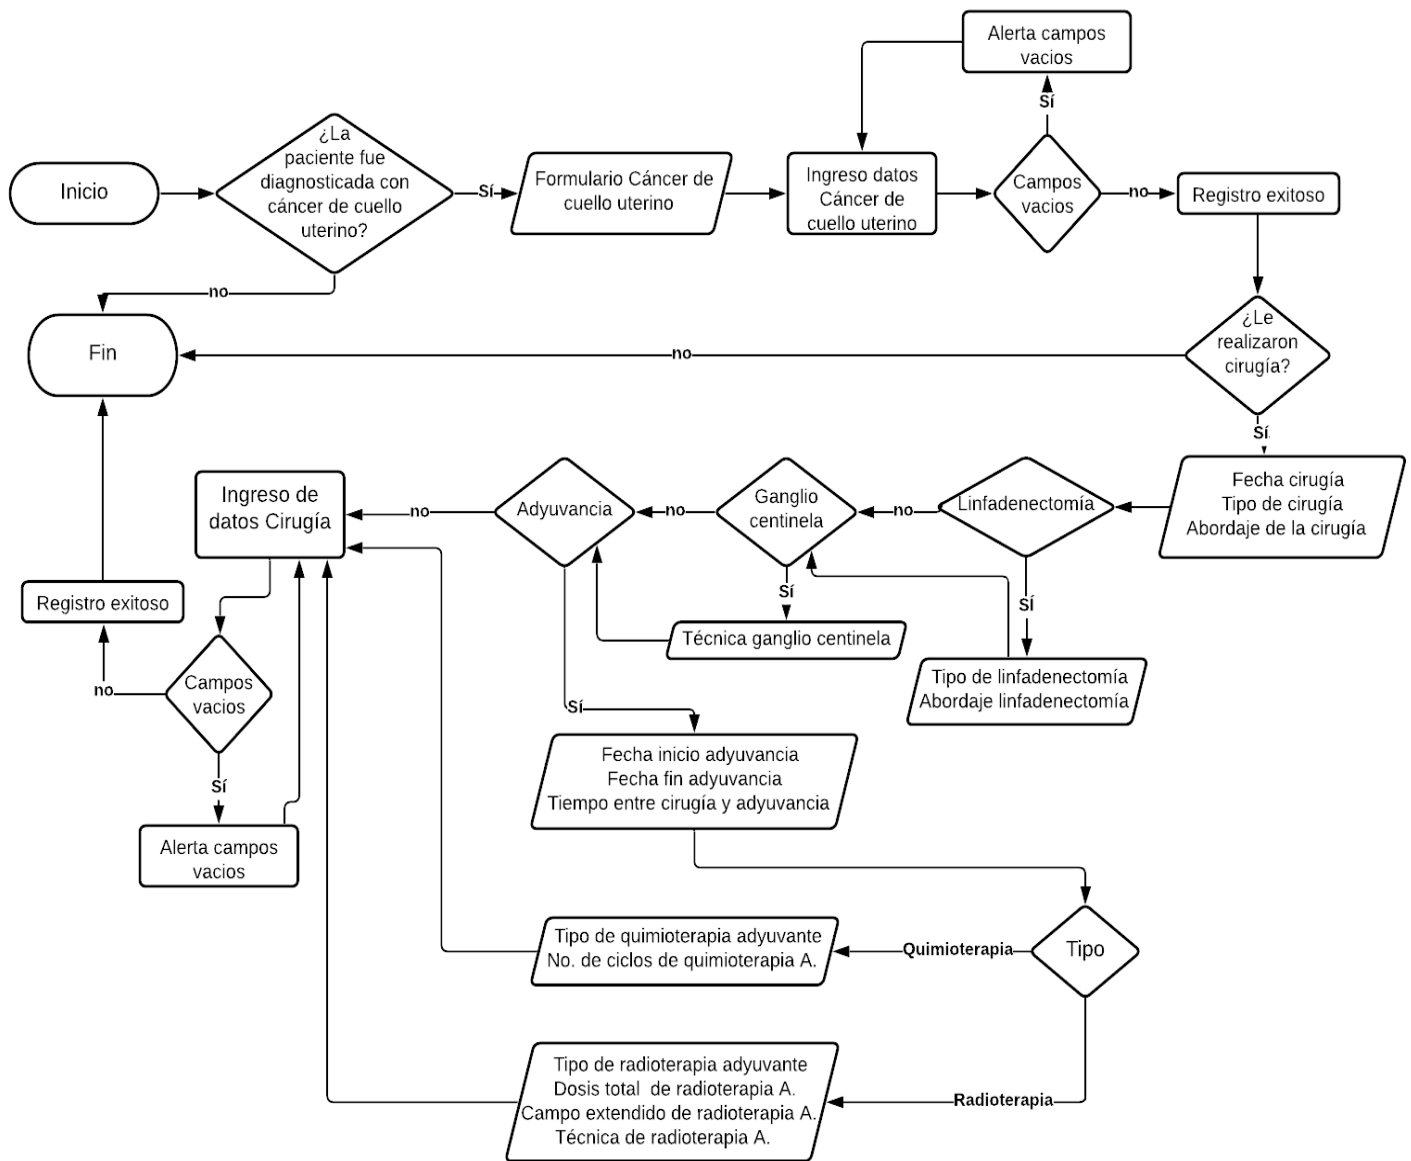 Alerta campos
vacios
Sí
¿La
paciente fue
diagnosticada con
cáncer de cuello
uterino?
Inicio
Sí
Formulario Cáncer de
cuello uterino
Ingreso datos
Cáncer de
cuello uterino
Campos
vacios
no
Registro exitoso
no
Fin
no
¿Le
realizaron
cirugía?
Sí
Fecha cirugía
Tipo de cirugía
Abordaje de la cirugía
Linfadenectomía
no
Ganglio
centinela
no
Adyuvancia
no
Ingreso de
datos Cirugía
Sí
Sí
Registro exitoso
Técnica ganglio centinela
Tipo de linfadenectomía
Abordaje linfadenectomía
Campos
vacios
no
Sí
Sí
Fecha inicio adyuvancia
Fecha fin adyuvancia
Tiempo entre cirugía y adyuvancia
Alerta campos
vacios
Tipo de quimioterapia adyuvante
No. de ciclos de quimioterapia A.
Quimioterapia
Tipo
Tipo de radioterapia adyuvante
Dosis total de radioterapia A.
Campo extendido de radioterapia A.
Técnica de radioterapia A.
Radioterapia